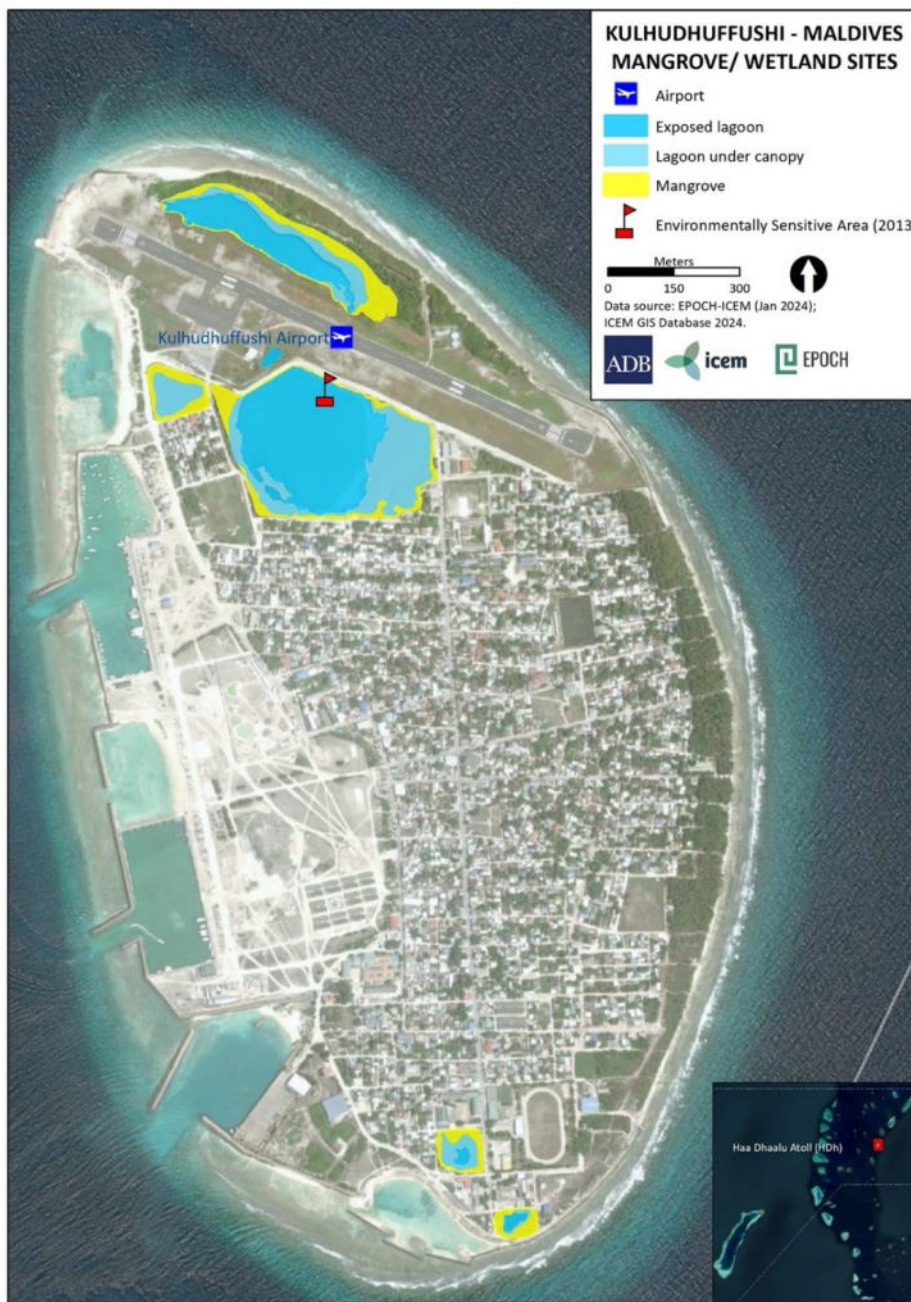 KULHUDHUFFUSHI - MALDIVES
MANGROVE/ WETLAND SITES
Airport
Exposed lagoon
Lagoon under canopy
Mangrove
Environmentally Sensitive Area (2013
Meters
0 150 300
Data source: EPOCH-ICEM (Jan 2024);
ICEM GIS Database 2024.
ADB icem EPOCH
Kulhudhuffushi Airport
Haa Dhaalu Atoll (HDh)